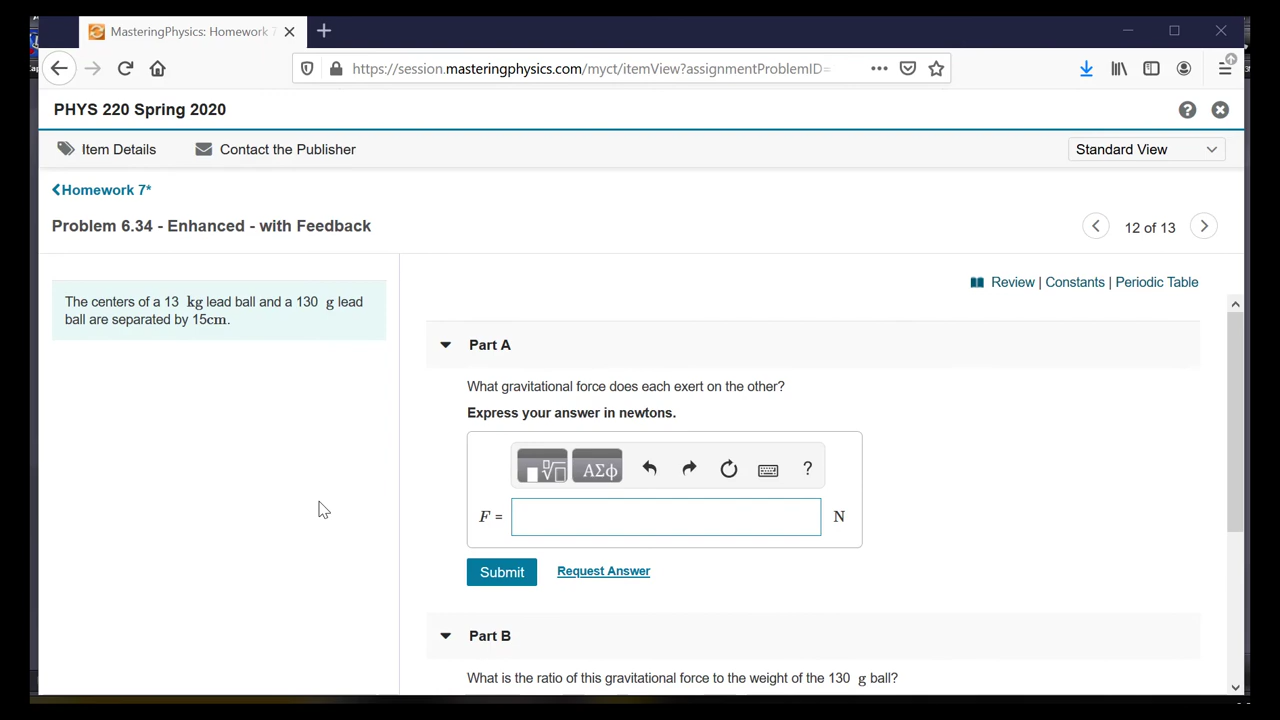 MasteringPhysics: Homework 7
https://session.masteringphysics.com/myct/itemView?assignmentProblemID=
PHYS 220 Spring 2020
Item Details
Contact the Publisher
Standard View
Homework 7*
Problem 6.34 - Enhanced - with Feedback
12 of 13
Review | Constants | Periodic Table
The centers of a 13 kg lead ball and a 130 g lead
ball are separated by 15cm.
Part A
What gravitational force does each exert on the other?
Express your answer in newtons.
ΑΣφ
?
F =
N
Submit
Request Answer
Part B
What is the ratio of this gravitational force to the weight of the 130 g ball?